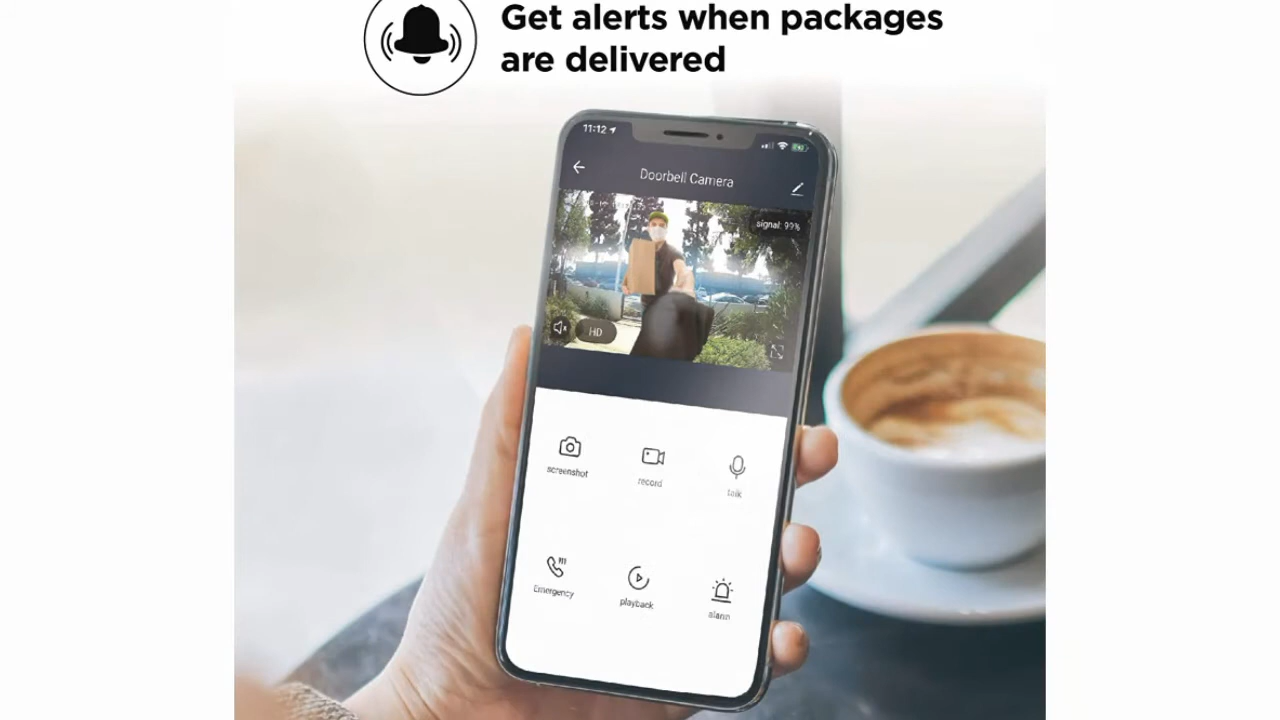 Get alerts when packages
are delivered
11:12
Doorbell Camera
signal: 99%
HD
screenshot
record
talk
Emergency
playback
alarm